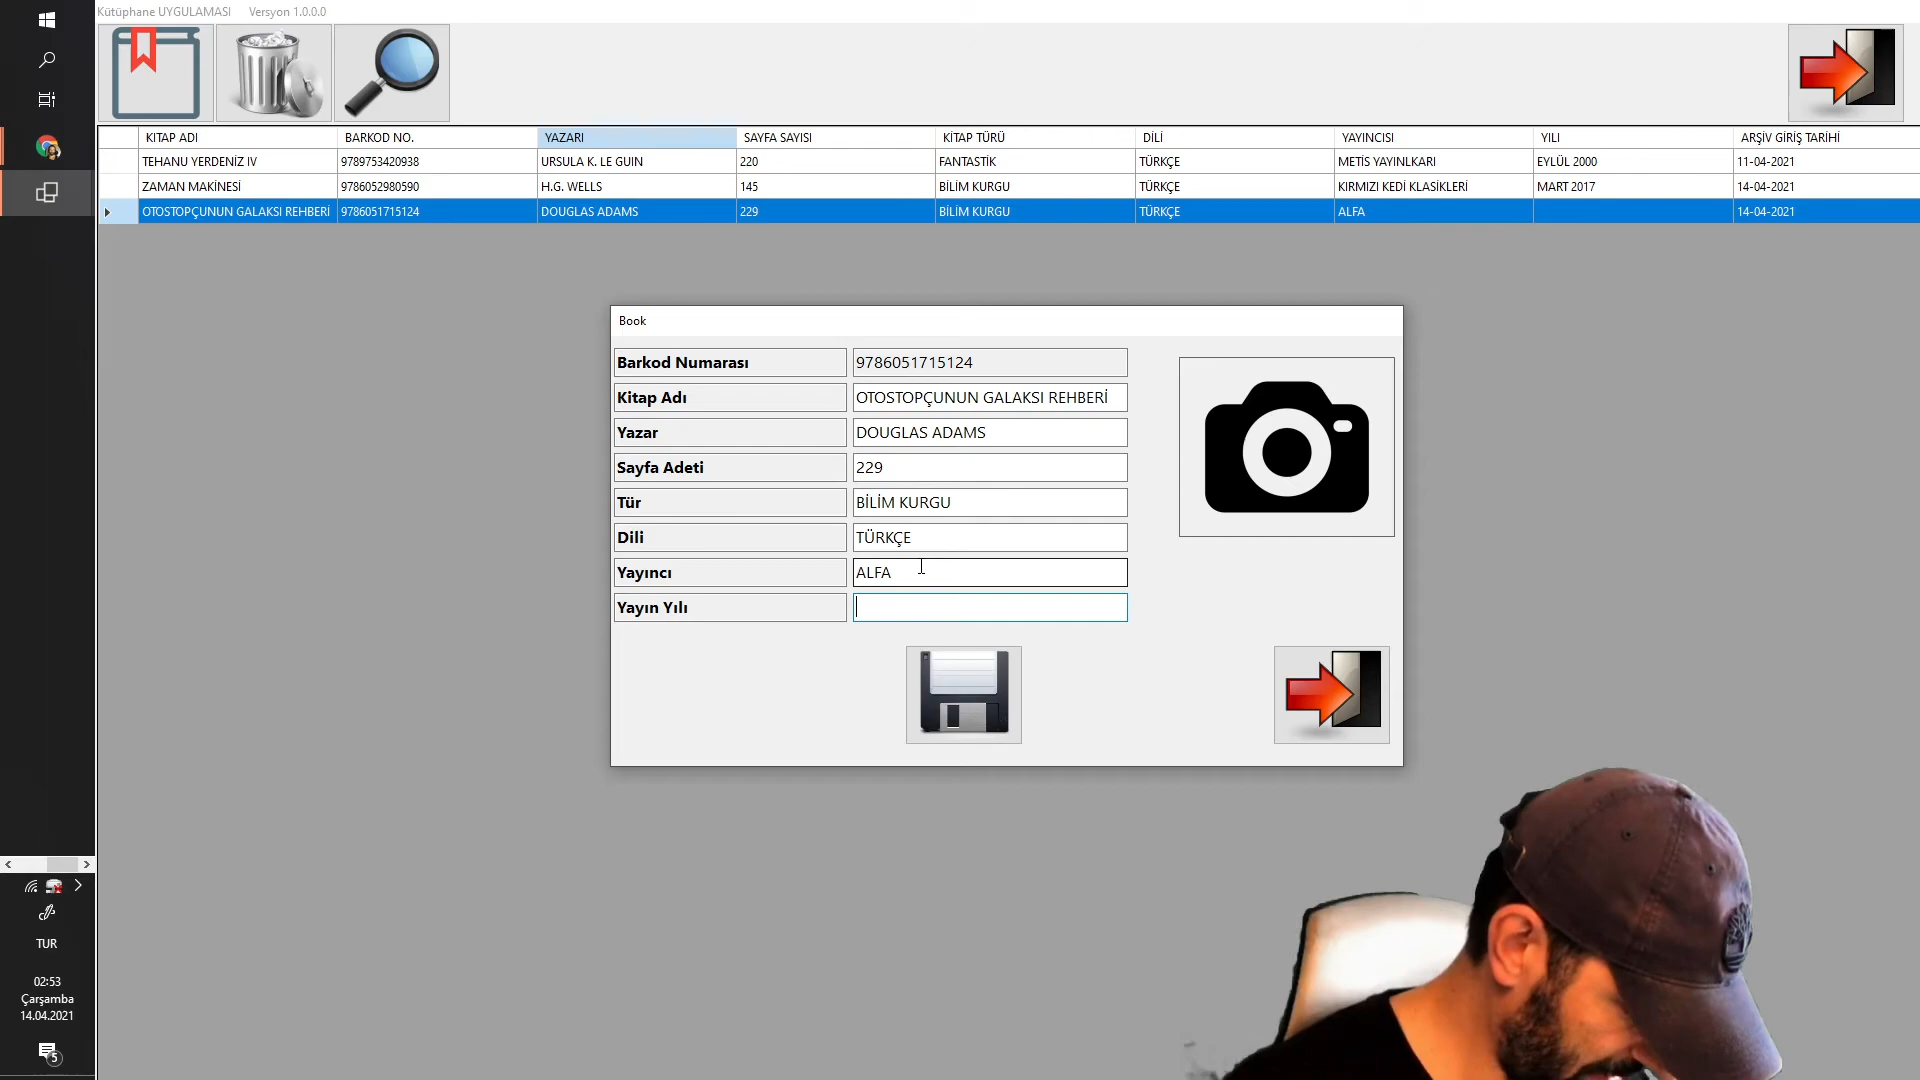 Kütüphane UYGULAMASI Versyon 1.0.0.0
KITAP ADI BARKOD NO. YAZARI SAYFA SAYISI KİTAP TÜRÜ DİLİ YAYINCISI YILI ARŞİV GİRİŞ TARİHİ
TEHANU YERDENİZ IV 9789753420938 URSULA K. LE GUIN 220 FANTASTİK TÜRKÇE METİS YAYINLKARI EYLÜL 2000 11-04-2021
ZAMAN MAKİNESİ 9786052980590 H.G. WELLS 145 BİLİM KURGU TÜRKÇE KIRMIZI KEDİ KLASİKLERİ MART 2017 14-04-2021
OTOSTOPÇUNUN GALAKSI REHBERİ 9786051715124 DOUGLAS ADAMS 229 BİLİM KURGU TÜRKÇE ALFA 14-04-2021
Book
Barkod Numarası 9786051715124
Kitap Adı OTOSTOPÇUNUN GALAKSI REHBERİ
Yazar DOUGLAS ADAMS
Sayfa Adeti 229
Tür BİLİM KURGU
Dili TÜRKÇE
Yayıncı ALFA
Yayın Yılı
TUR
02:53
Çarşamba
14.04.2021
5